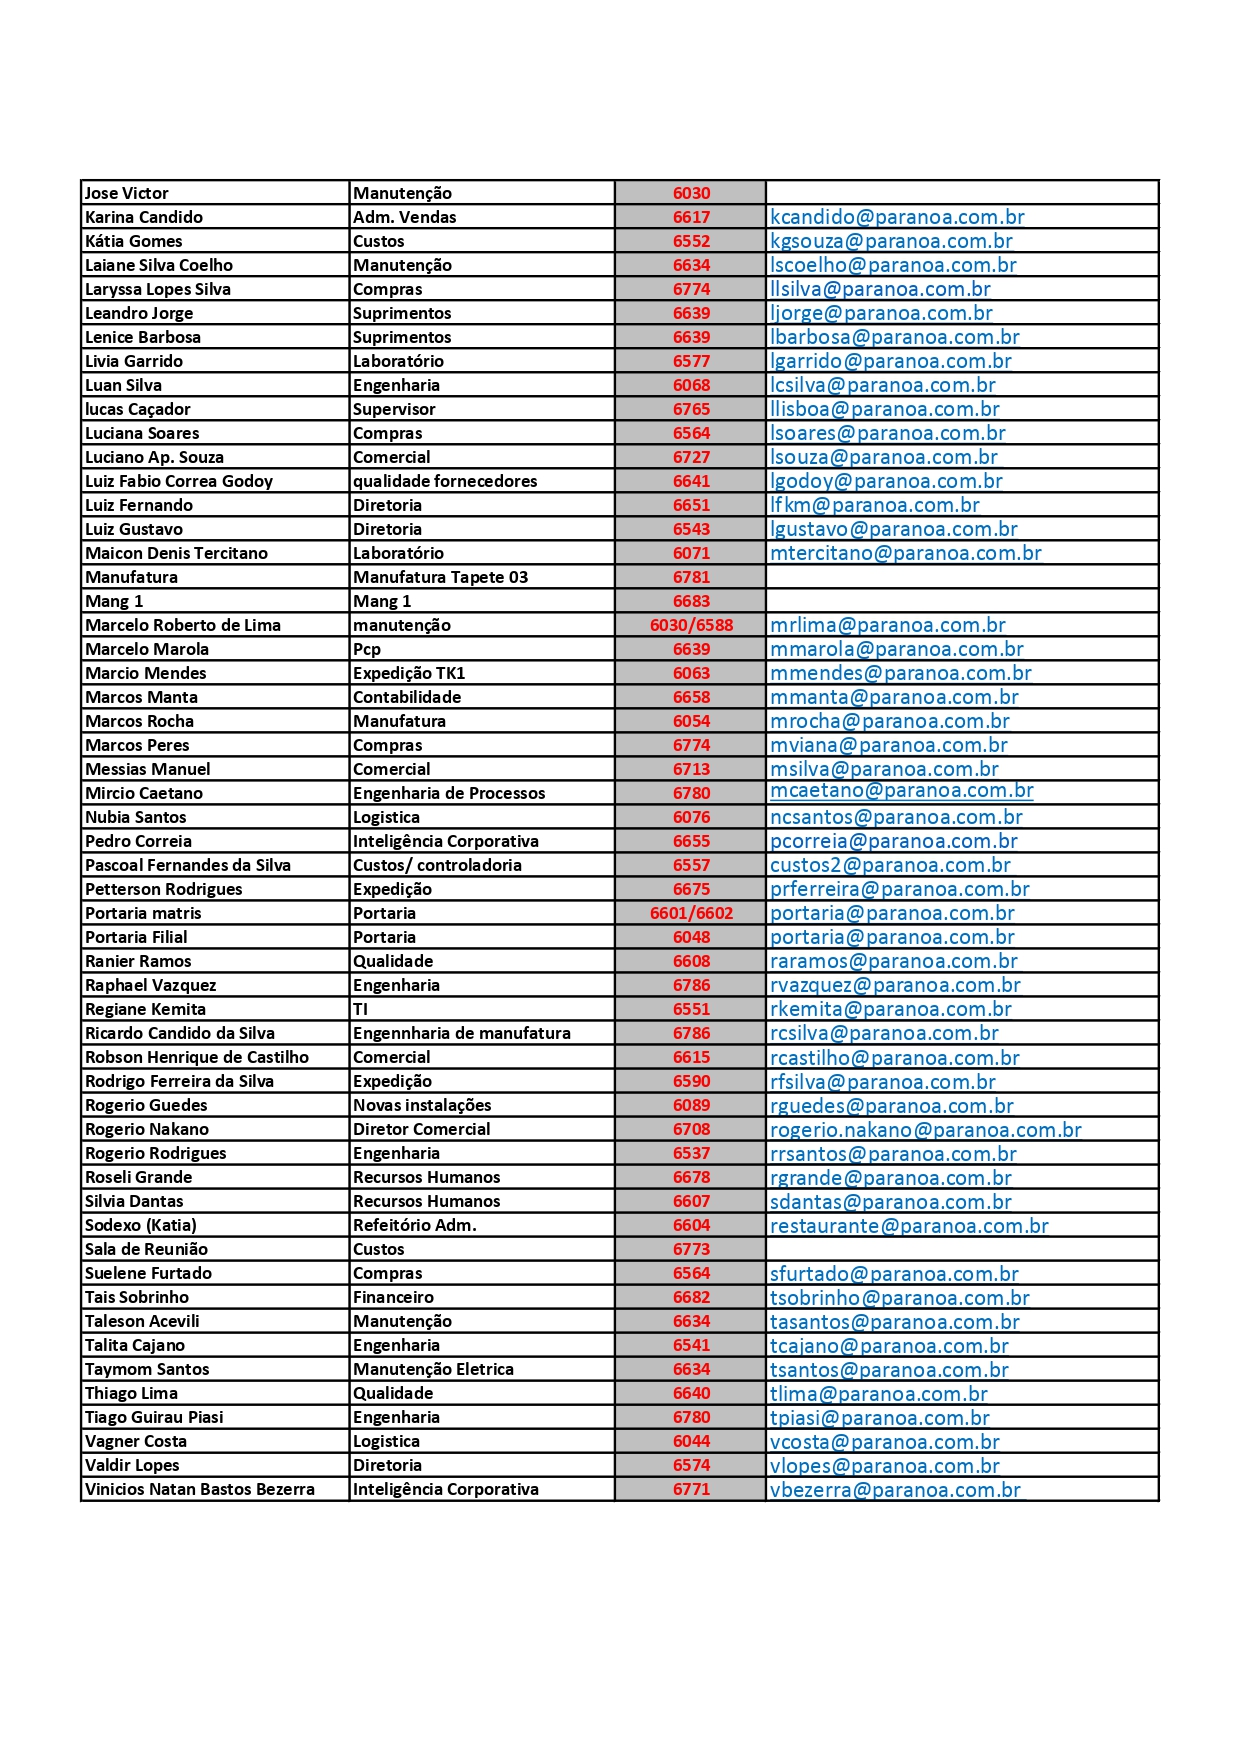 Jose Victor Manutenção 6030
Karina Candido Adm. Vendas 6617 kcandido@paranoa.com.br
Kátia Gomes Custos 6552 kgsouza@paranoa.com.br
Laiane Silva Coelho Manutenção 6634 lscoelho@paranoa.com.br
Laryssa Lopes Silva Compras 6774 llsilva@paranoa.com.br
Leandro Jorge Suprimentos 6639 ljorge@paranoa.com.br
Lenice Barbosa Suprimentos 6639 lbarbosa@paranoa.com.br
Livia Garrido Laboratório 6577 lgarrido@paranoa.com.br
Luan Silva Engenharia 6068 lcsilva@paranoa.com.br
lucas Caçador Supervisor 6765 llisboa@paranoa.com.br
Luciana Soares Compras 6564 lsoares@paranoa.com.br
Luciano Ap. Souza Comercial 6727 lsouza@paranoa.com.br
Luiz Fabio Correa Godoy qualidade fornecedores 6641 lgodoy@paranoa.com.br
Luiz Fernando Diretoria 6651 lfkm@paranoa.com.br
Luiz Gustavo Diretoria 6543 lgustavo@paranoa.com.br
Maicon Denis Tercitano Laboratório 6071 mtercitano@paranoa.com.br
Manufatura Manufatura Tapete 03 6781
Mang 1 Mang 1 6683
Marcelo Roberto de Lima manutenção 6030/6588 mrlima@paranoa.com.br
Marcelo Marola Pcp 6639 mmarola@paranoa.com.br
Marcio Mendes Expedição TK1 6063 mmendes@paranoa.com.br
Marcos Manta Contabilidade 6658 mmanta@paranoa.com.br
Marcos Rocha Manufatura 6054 mrocha@paranoa.com.br
Marcos Peres Compras 6774 mviana@paranoa.com.br
Messias Manuel Comercial 6713 msilva@paranoa.com.br
Mircio Caetano Engenharia de Processos 6780 mcaetano@paranoa.com.br
Nubia Santos Logistica 6076 ncsantos@paranoa.com.br
Pedro Correia Inteligência Corporativa 6655 pcorreia@paranoa.com.br
Pascoal Fernandes da Silva Custos/ controladoria 6557 custos2@paranoa.com.br
Petterson Rodrigues Expedição 6675 prferreira@paranoa.com.br
Portaria matris Portaria 6601/6602 portaria@paranoa.com.br
Portaria Filial Portaria 6048 portaria@paranoa.com.br
Ranier Ramos Qualidade 6608 raramos@paranoa.com.br
Raphael Vazquez Engenharia 6786 rvazquez@paranoa.com.br
Regiane Kemita TI 6551 rkemita@paranoa.com.br
Ricardo Candido da Silva Engennharia de manufatura 6786 rcsilva@paranoa.com.br
Robson Henrique de Castilho Comercial 6615 rcastilho@paranoa.com.br
Rodrigo Ferreira da Silva Expedição 6590 rfsilva@paranoa.com.br
Rogerio Guedes Novas instalações 6089 rguedes@paranoa.com.br
Rogerio Nakano Diretor Comercial 6708 rogerio.nakano@paranoa.com.br
Rogerio Rodrigues Engenharia 6537 rrsantos@paranoa.com.br
Roseli Grande Recursos Humanos 6678 rgrande@paranoa.com.br
Silvia Dantas Recursos Humanos 6607 sdantas@paranoa.com.br
Sodexo (Katia) Refeitório Adm. 6604 restaurante@paranoa.com.br
Sala de Reunião Custos 6773
Suelene Furtado Compras 6564 sfurtado@paranoa.com.br
Tais Sobrinho Financeiro 6682 tsobrinho@paranoa.com.br
Taleson Acevili Manutenção 6634 tasantos@paranoa.com.br
Talita Cajano Engenharia 6541 tcajano@paranoa.com.br
Taymom Santos Manutenção Eletrica 6634 tsantos@paranoa.com.br
Thiago Lima Qualidade 6640 tlima@paranoa.com.br
Tiago Guirau Piasi Engenharia 6780 tpiasi@paranoa.com.br
Vagner Costa Logistica 6044 vcosta@paranoa.com.br
Valdir Lopes Diretoria 6574 vlopes@paranoa.com.br
Vinicios Natan Bastos Bezerra Inteligência Corporativa 6771 vbezerra@paranoa.com.br